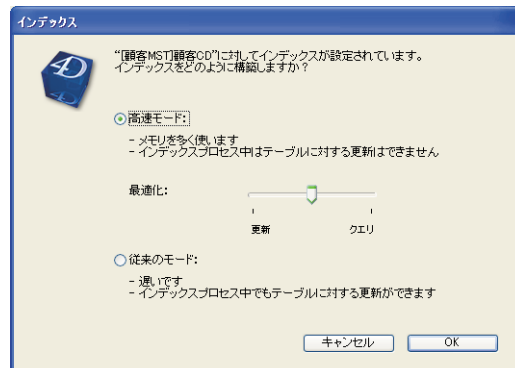 インデックス
4D
“[顧客MST]顧客CD”に対してインデックスが設定されています。
インデックスをどのように構築しますか？
高速モード:
- メモリを多く使います
- インデックスプロセス中はテーブルに対する更新はできません
最適化:
更新 クエリ
従来のモード:
- 遅いです
- インデックスプロセス中でもテーブルに対する更新ができます
キャンセル OK